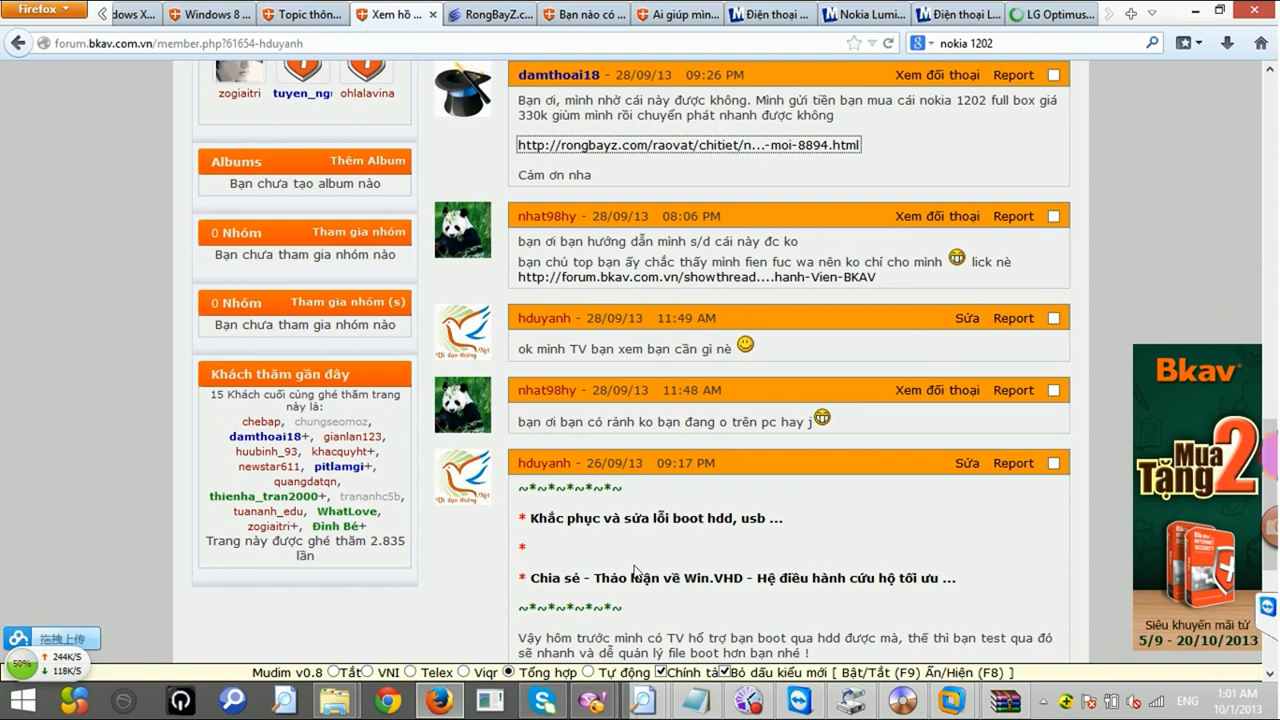 Firefox
indows X...
Windows 8 ...
Topic thôn...
Xem hồ ...
RongBayZ.c...
Bạn nào có ...
Ai giúp mìn...
Điện thoại ...
Nokia Lumi...
Điện thoại L...
LG Optimus...
forum.bkav.com.vn/member.php?61654-hduyanh
nokia 1202
zogiaitri
tuyen_ngu
ohlalavina
Albums Thêm Album
Bạn chưa tạo album nào
0 Nhóm Tham gia nhóm
Bạn chưa tham gia nhóm nào
0 Nhóm Tham gia nhóm (s)
Bạn chưa tham gia nhóm nào
Khách thăm gần đây
15 Khách cuối cùng ghé thăm trang
này là:
chebap, chungseomoz,
damthoai18+, gianlan123,
huubinh_93, khacquyht+,
newstar611, pitlamgi+,
quangdatqn,
thienha_tran2000+, trananhc5b,
tuananh_edu, WhatLove,
zogiaitri+, Đình Bé+
Trang này được ghé thăm 2.835
lần
damthoai18 - 28/09/13 09:26 PM Xem đối thoại Report
Bạn ơi, mình nhờ cái này được không. Mình gửi tiền bạn mua cái nokia 1202 full box giá
330k giùm mình rồi chuyển phát nhanh được không
http://rongbayz.com/raovat/chitiet/n...-moi-8894.html
Cám ơn nha
nhat98hy - 28/09/13 08:06 PM Xem đối thoại Report
bạn ơi bạn hướng dẫn mình s/d cái này đc ko
bạn chủ top bạn ấy chắc thấy mình fien fuc wa nên ko chỉ cho mình lick nè
http://forum.bkav.com.vn/showthread....hanh-Vien-BKAV
hduyanh - 28/09/13 11:49 AM Sửa Report
ok mình TV bạn xem bạn cần gì nè
nhat98hy - 28/09/13 11:48 AM Xem đối thoại Report
bạn ơi bạn có rảnh ko bạn đang o trên pc hay j
hduyanh - 26/09/13 09:17 PM Sửa Report
~*~*~*~*~*~
* Khắc phục và sửa lỗi boot hdd, usb ...
*
* Chia sẻ - Thảo luận về Win.VHD - Hệ điều hành cứu hộ tối ưu ...
~*~*~*~*~*~
Vậy hôm trước mình có TV hổ trợ bạn boot qua hdd được mà, thế thì bạn test qua đó
sẽ nhanh và dễ quản lý file boot hơn bạn nhé !
Bkav
Mua
Tặng 2
Siêu khuyến mãi từ
5/9 - 20/10/2013
拖拽上传
50%
244K/S
118K/S
Mudim v0.8 Tắt VNI Telex Viqr Tổng hợp Tự động Chính tả Bỏ dấu kiểu mới [ Bật/Tắt (F9) Ẩn/Hiện (F8) ]
ENG
1:01 AM
10/1/2013